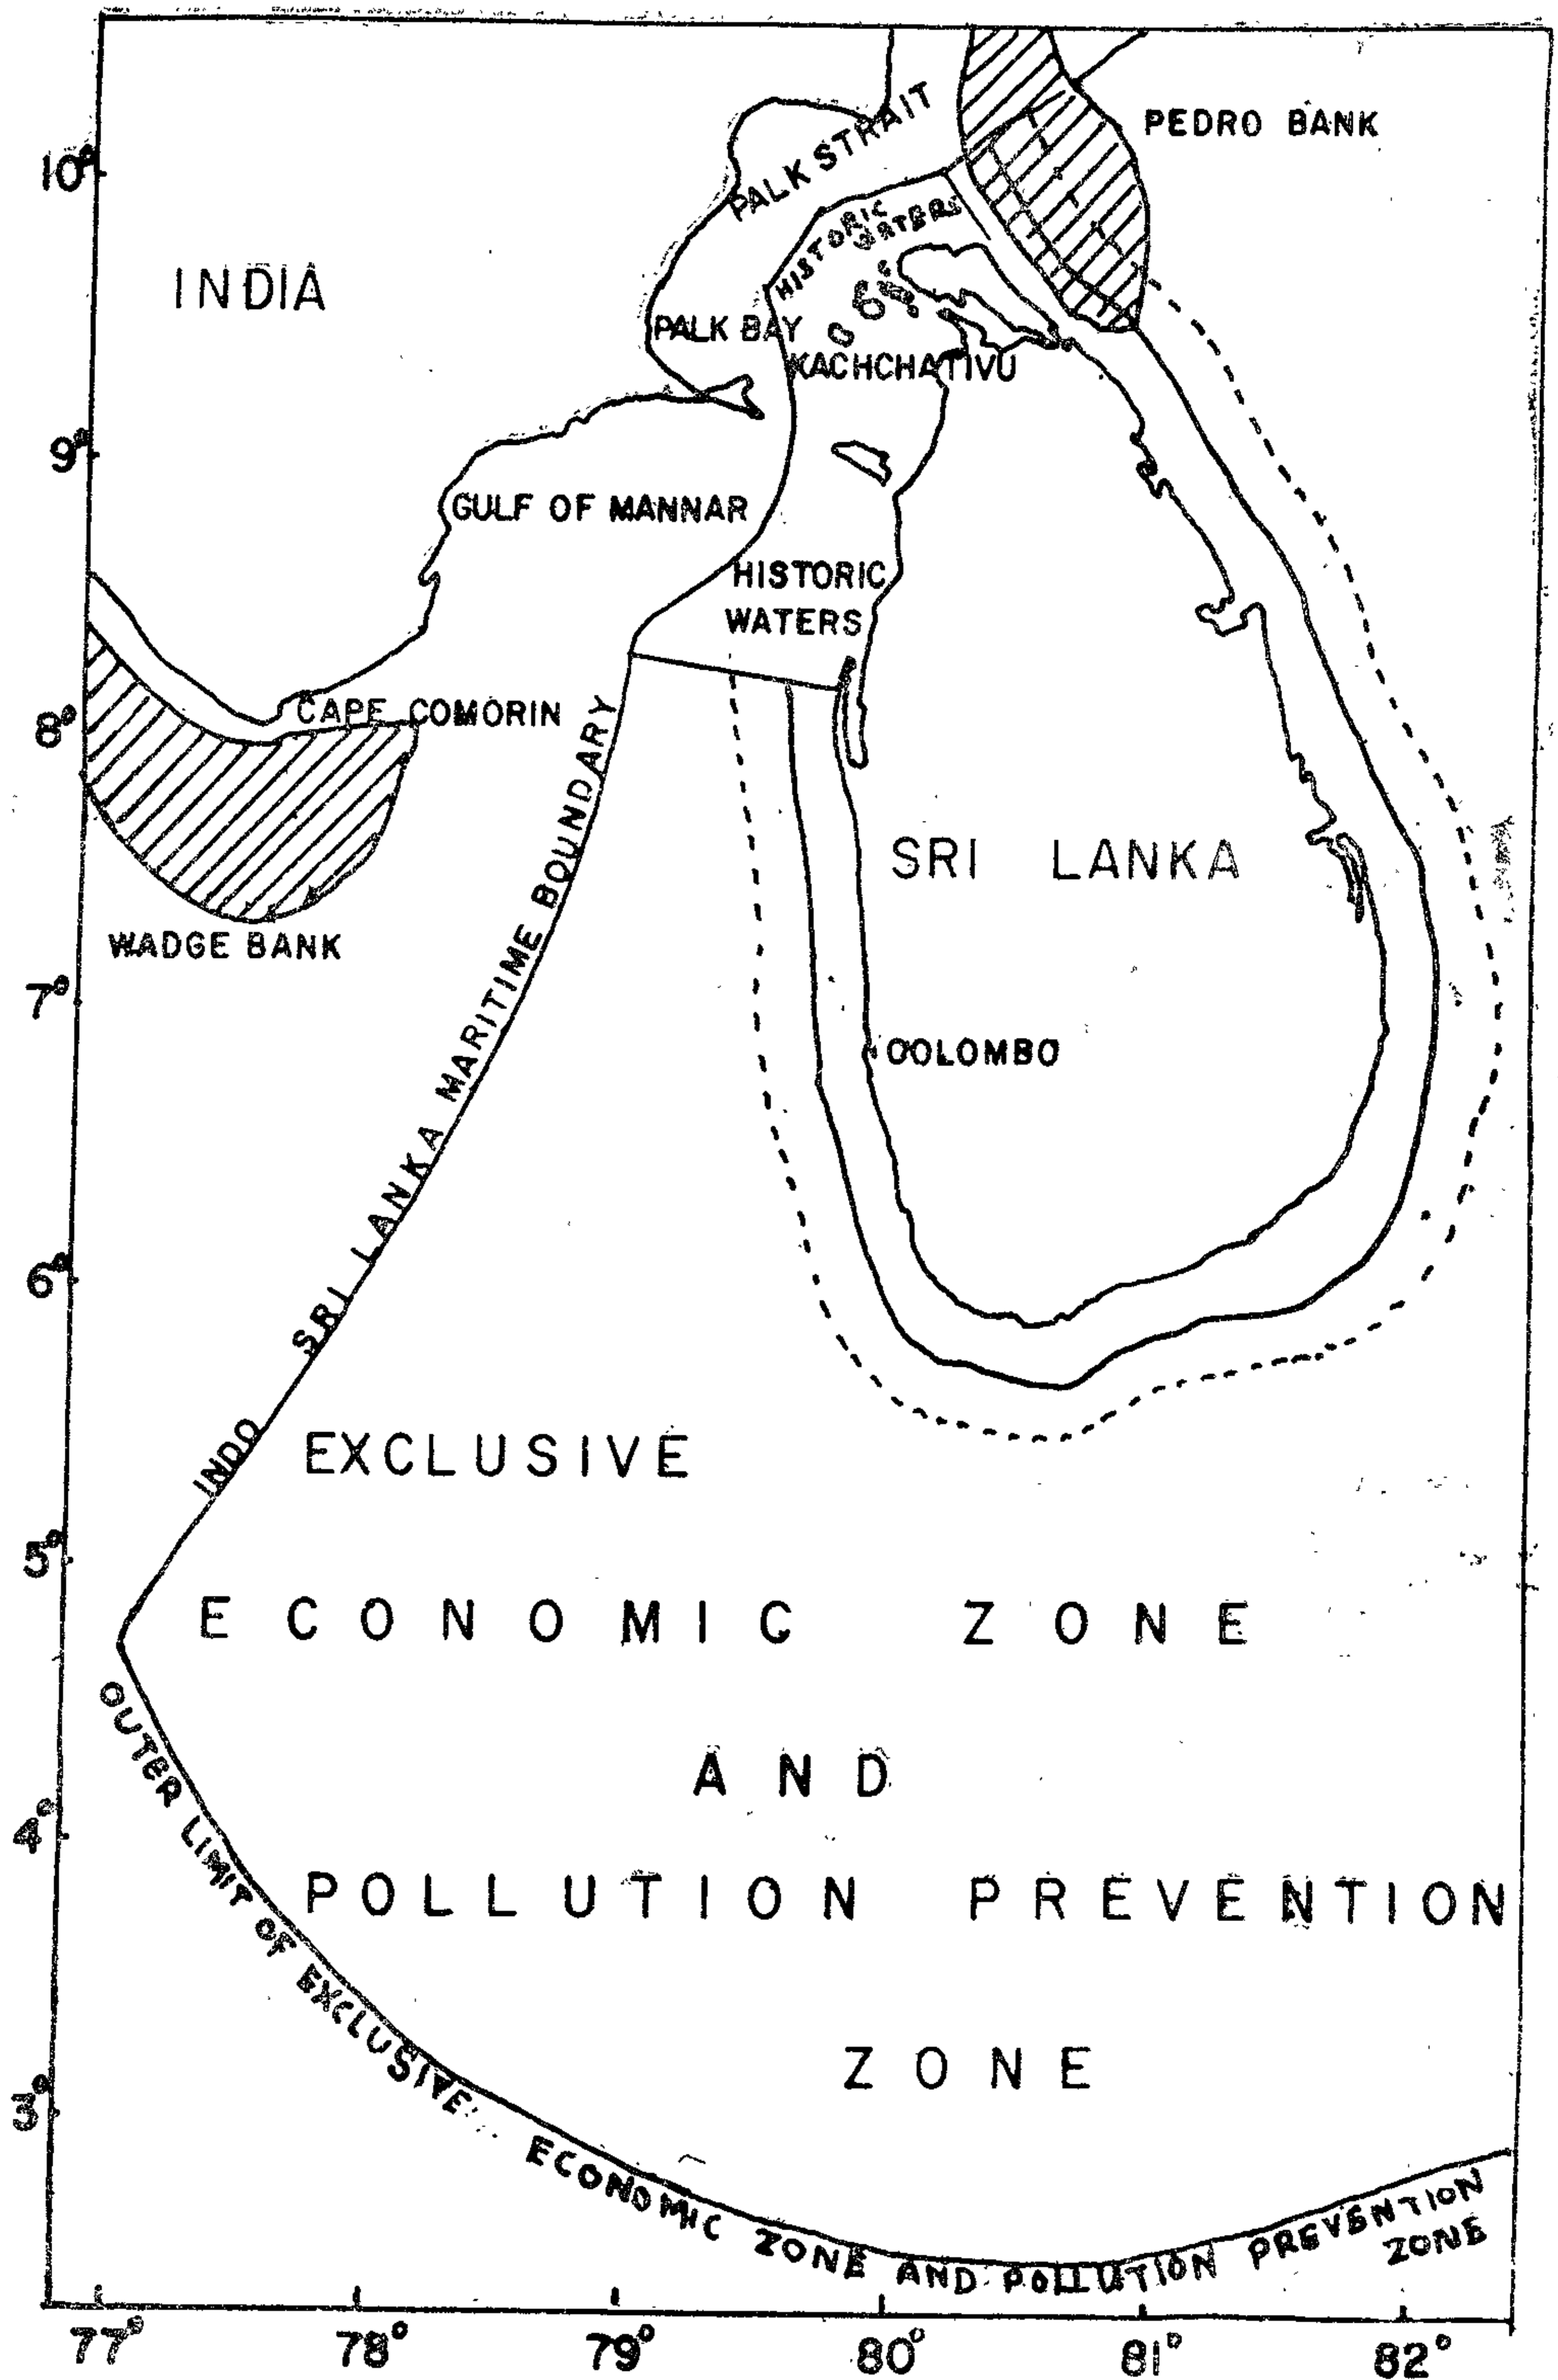 PEDRO BANK
PALK STRAIT
10°
HISTORIC
WATERS
INDIA
PALK BAY
KACHCHATIVU
9°
GULF OF MANNAR
HISTORIC
WATERS
CAPE COMORIN
8°
SRI LANKA
WADGE BANK
7°
COLOMBO
INDO SRI LANKA MARITIME BOUNDARY
6°
EXCLUSIVE
5°
ECONOMIC ZONE
AND
4°
POLLUTION PREVENTION
ZONE
3°
OUTER LIMIT OF EXCLUSIVE ECONOMIC ZONE AND POLLUTION PREVENTION
ZONE
77° 78° 79° 80° 81° 82°